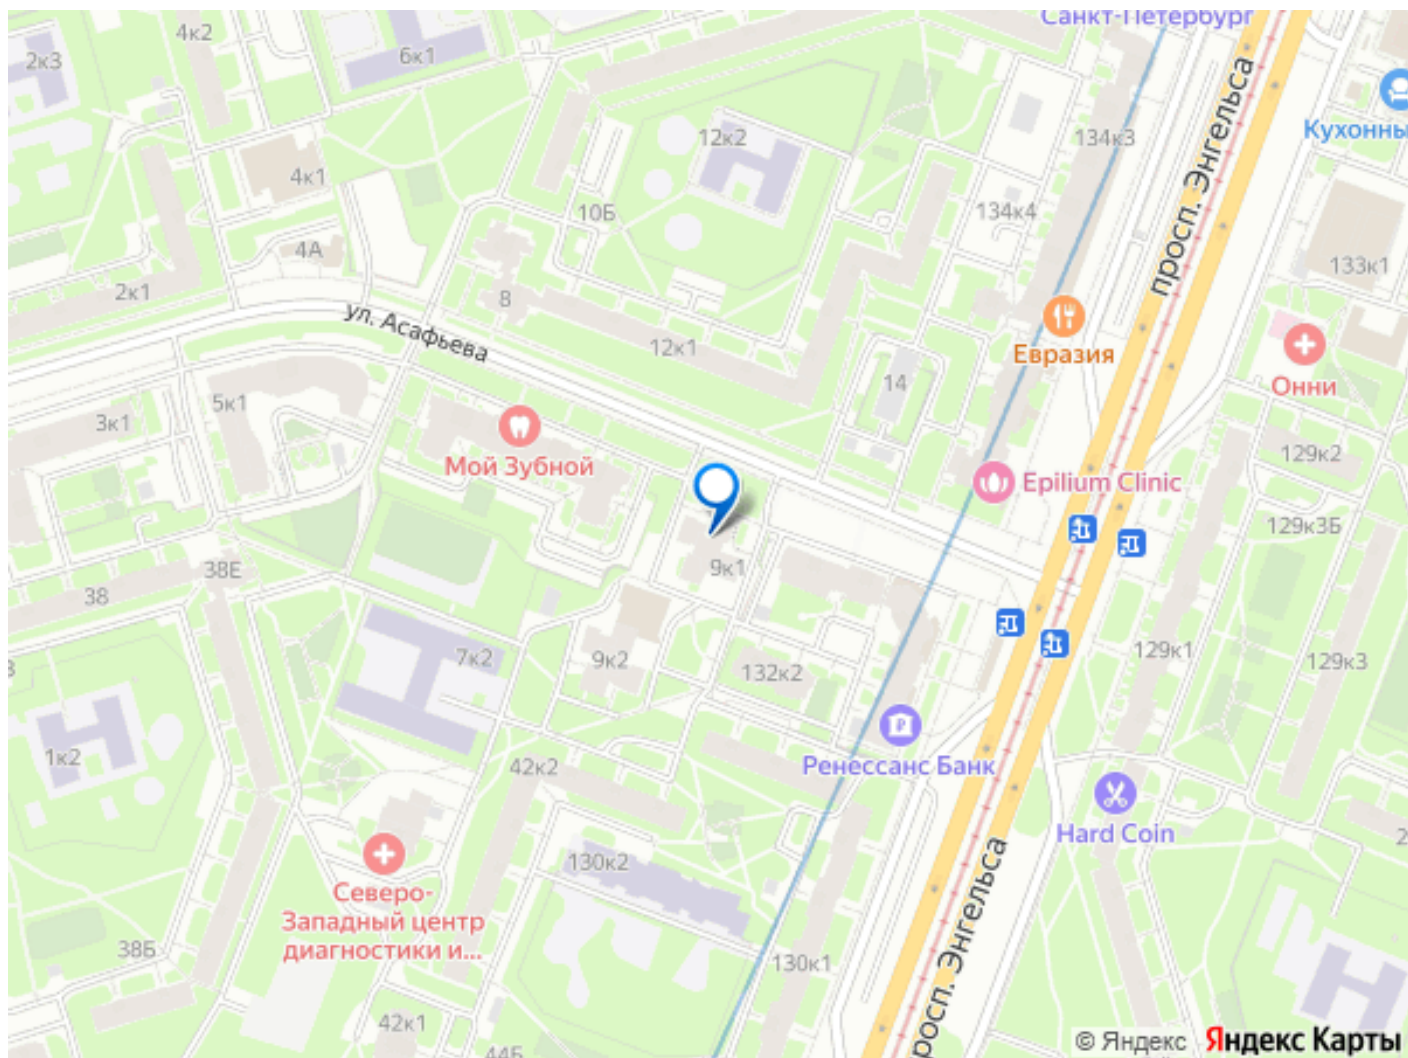 Санкт-Петербург
4к2
6к1
2к3
просп. Энгельса
Кухонны
12к2
134к3
4к1
10Б
134к4
4А
133к1
2к1
8
ул. Асафьева
12к1
Евразия
14
Онни
5к1
3к1
Мой Зубной
129к2
Epilium Clinic
129к3Б
9к1
38Е
38
7к2
9к2
132к2
129к1
129к3
1к2
Ренессанс Банк
42к2
Hard Coin
130к2
Северо-
Западный центр
диагностики и...
38Б
130к1
росп. Энгельса
42к1
44Б
© Яндекс Яндекс Карты